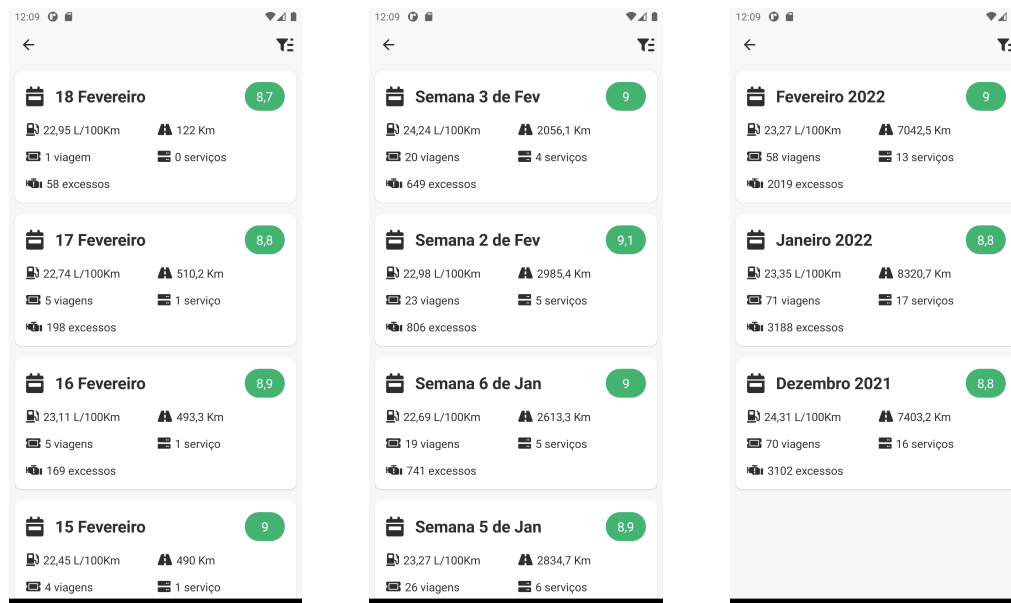 12:09
18 Fevereiro
8,7
22,95 L/100Km
122 Km
1 viagem
0 serviços
58 excessos
17 Fevereiro
8,8
22,74 L/100Km
510,2 Km
5 viagens
1 serviço
198 excessos
16 Fevereiro
8,9
23,11 L/100Km
493,3 Km
5 viagens
1 serviço
169 excessos
15 Fevereiro
9
22,45 L/100Km
490 Km
4 viagens
1 serviço
12:09
Semana 3 de Fev
9
24,24 L/100Km
2056,1 Km
20 viagens
4 serviços
649 excessos
Semana 2 de Fev
9,1
22,98 L/100Km
2985,4 Km
23 viagens
5 serviços
806 excessos
Semana 6 de Jan
9
22,69 L/100Km
2613,3 Km
19 viagens
5 serviços
741 excessos
Semana 5 de Jan
8,9
23,27 L/100Km
2834,7 Km
26 viagens
6 serviços
12:09
Fevereiro 2022
9
23,27 L/100Km
7042,5 Km
58 viagens
13 serviços
2019 excessos
Janeiro 2022
8,8
23,35 L/100Km
8320,7 Km
71 viagens
17 serviços
3188 excessos
Dezembro 2021
8,8
24,31 L/100Km
7403,2 Km
70 viagens
16 serviços
3102 excessos